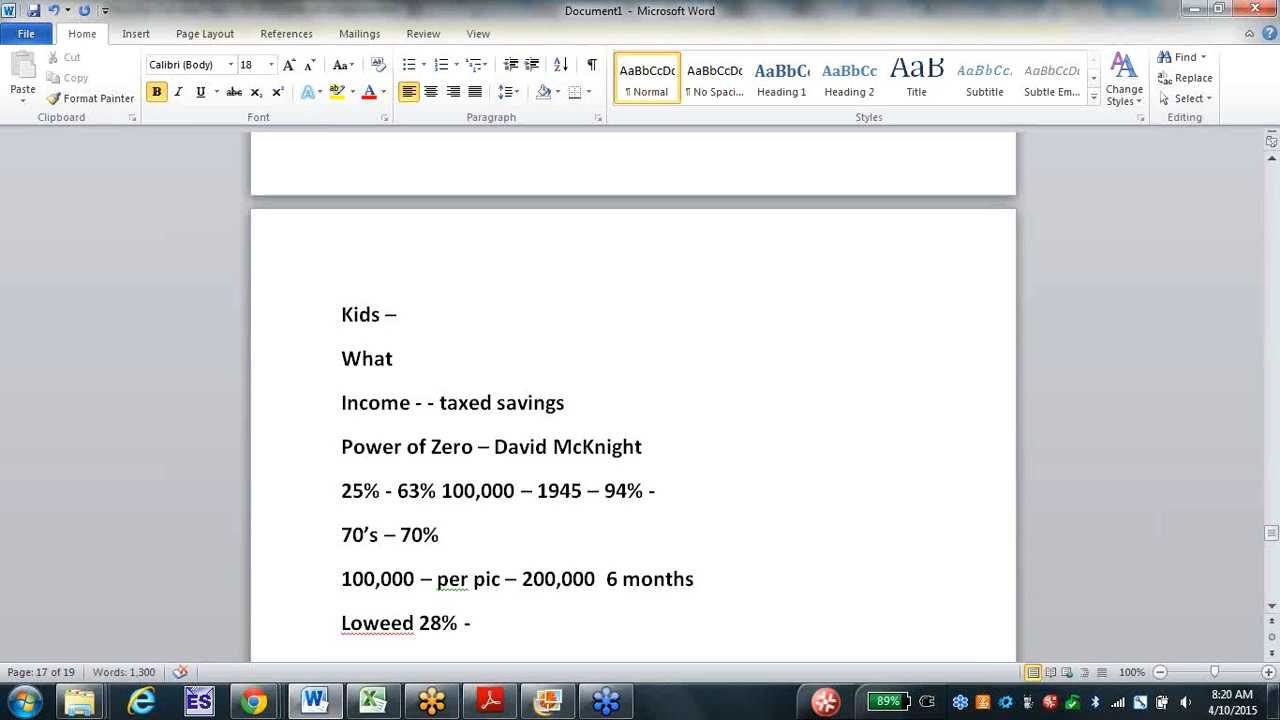 Document1 - Microsoft Word
File Home Insert Page Layout References Mailings Review View
Cut
Copy
Format Painter
Paste
Clipboard
Calibri (Body) 18
Font
Paragraph
AaBbCcDc AaBbCcDc AaBbC AaBbCc AaB AaBbCc. AaBbCcDc
¶ Normal ¶ No Spaci... Heading 1 Heading 2 Title Subtitle Subtle Em...
Change Styles
Styles
Find
Replace
Select
Editing
Kids –
What
Income - - taxed savings
Power of Zero – David McKnight
25% - 63% 100,000 – 1945 – 94% -
70’s – 70%
100,000 – per pic – 200,000 6 months
Loweed 28% -
Page: 17 of 19 Words: 1,300 100%
89% 8:20 AM
4/10/2015